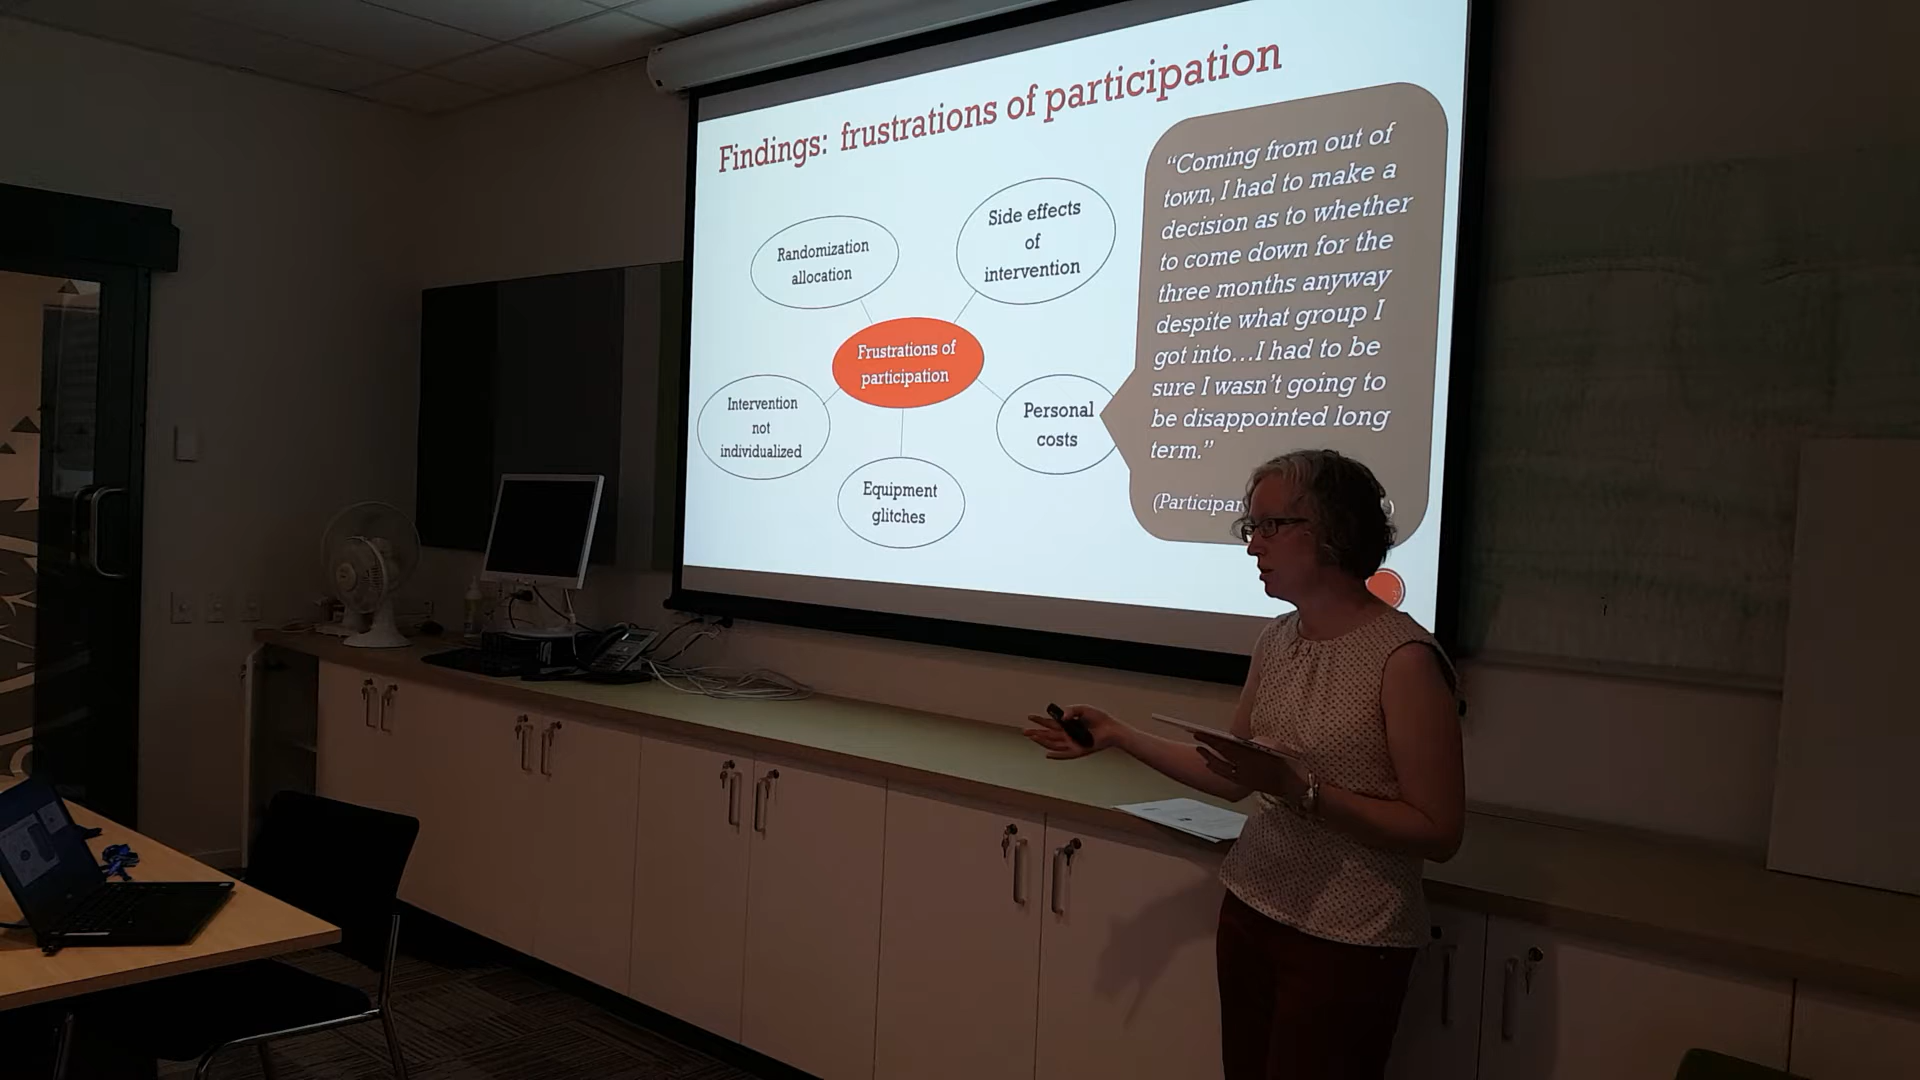 Findings: frustrations of participation
Randomization
allocation
Side effects
of
intervention
Frustrations of
participation
Intervention
not
individualized
Equipment
glitches
Personal
costs
“Coming from out of
town, I had to make a
decision as to whether
to come down for the
three months anyway
despite what group I
got into...I had to be
sure I wasn’t going to
be disappointed long
term.”